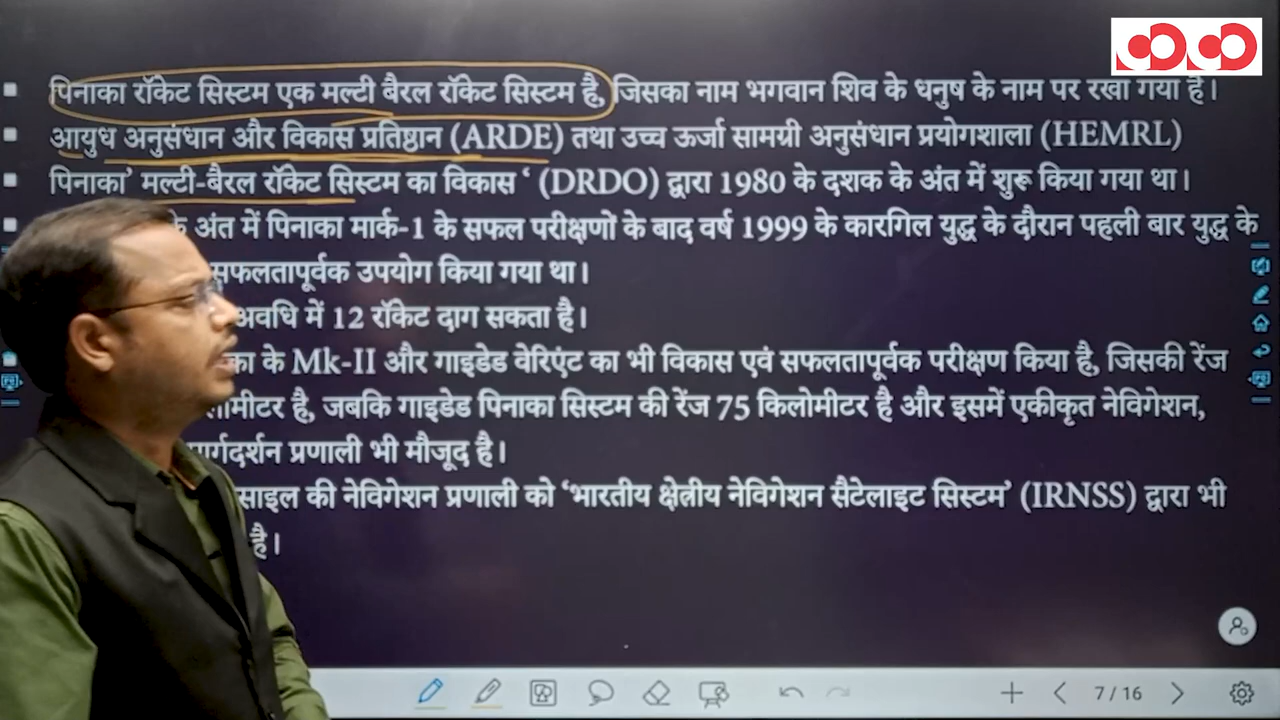 पिनाका रॉकेट सिस्टम एक मल्टी बैरल रॉकेट सिस्टम है, जिसका नाम भगवान शिव के धनुष के नाम पर रखा गया है।
आयुध अनुसंधान और विकास प्रतिष्ठान (ARDE) तथा उच्च ऊर्जा सामग्री अनुसंधान प्रयोगशाला (HEMRL)
पिनाका’ मल्टी-बैरल रॉकेट सिस्टम का विकास ‘ (DRDO) द्वारा 1980 के दशक के अंत में शुरू किया गया था।
के अंत में पिनाका मार्क-1 के सफल परीक्षणों के बाद वर्ष 1999 के कारगिल युद्ध के दौरान पहली बार युद्ध के
सफलतापूर्वक उपयोग किया गया था।
अवधि में 12 रॉकेट दाग सकता है।
के Mk-II और गाइडेड वेरिएंट का भी विकास एवं सफलतापूर्वक परीक्षण किया है, जिसकी रेंज
है, जबकि गाइडेड पिनाका सिस्टम की रेंज 75 किलोमीटर है और इसमें एकीकृत नेविगेशन,
प्रणाली भी मौजूद है।
की नेविगेशन प्रणाली को ‘भारतीय क्षेत्रीय नेविगेशन सैटेलाइट सिस्टम’ (IRNSS) द्वारा भी
है।
7 / 16